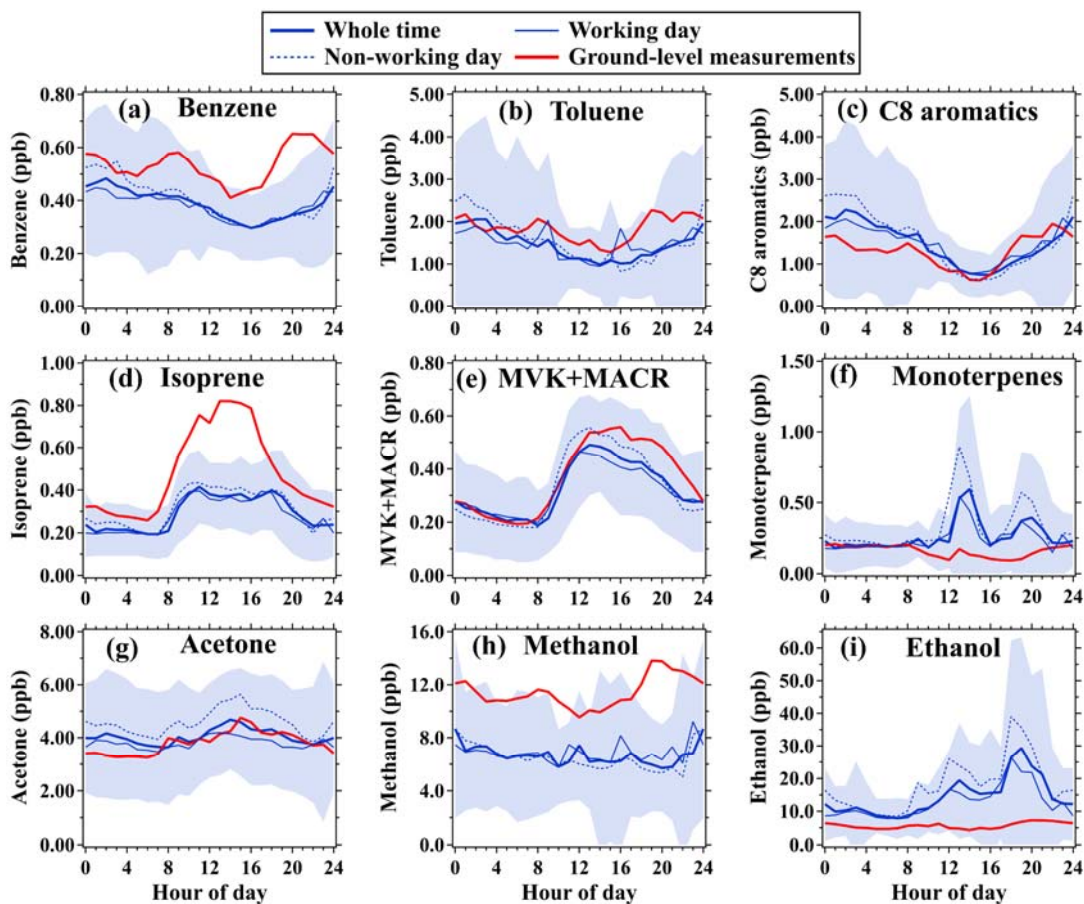 Whole time Working day
Non-working day Ground-level measurements
(a) Benzene
Benzene (ppb)
0.80
0.60
0.40
0.20
0.00
0 4 8 12 16 20 24
(b) Toluene
Toluene (ppb)
5.00
4.00
3.00
2.00
1.00
0.00
0 4 8 12 16 20 24
(c) C8 aromatics
C8 aromatics (ppb)
5.00
4.00
3.00
2.00
1.00
0.00
0 4 8 12 16 20 24
(d) Isoprene
Isoprene (ppb)
1.00
0.80
0.60
0.40
0.20
0.00
0 4 8 12 16 20 24
(e) MVK+MACR
MVK+MACR (ppb)
0.80
0.60
0.40
0.20
0.00
0 4 8 12 16 20 24
(f) Monoterpenes
Monoterpene (ppb)
1.50
1.00
0.50
0.00
0 4 8 12 16 20 24
(g) Acetone
Acetone (ppb)
8.00
6.00
4.00
2.00
0.00
0 4 8 12 16 20 24
Hour of day
(h) Methanol
Methanol (ppb)
16.0
12.0
8.0
4.0
0.0
0 4 8 12 16 20 24
Hour of day
(i) Ethanol
Ethanol (ppb)
60.0
50.0
40.0
30.0
20.0
10.0
0.0
0 4 8 12 16 20 24
Hour of day